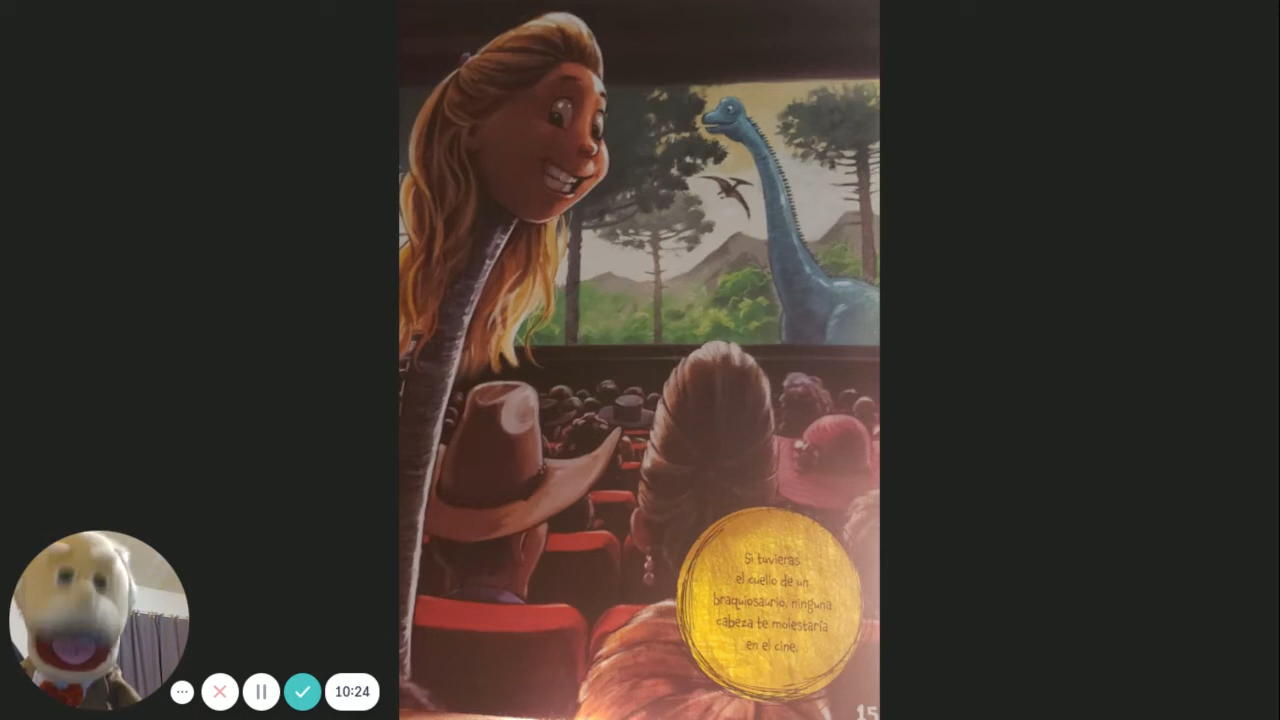 Si tuvieras
el cuello de un
braquiosaurio, ninguna
cabeza te molestaría
en el cine.
15
10:24